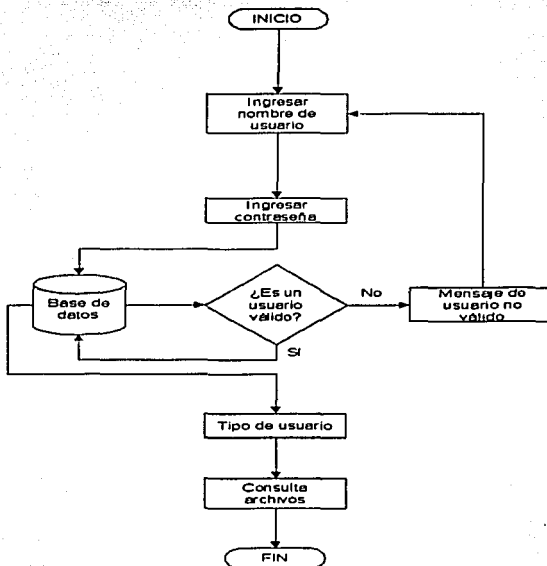 INICIO
Ingresar
nombre de
usuario
Ingresar
contraseña
Base de
datos
¿Es un
usuario
válido?
No
Mensaje de
usuario no
válido
Sí
Tipo de usuario
Consulta
archivos
FIN